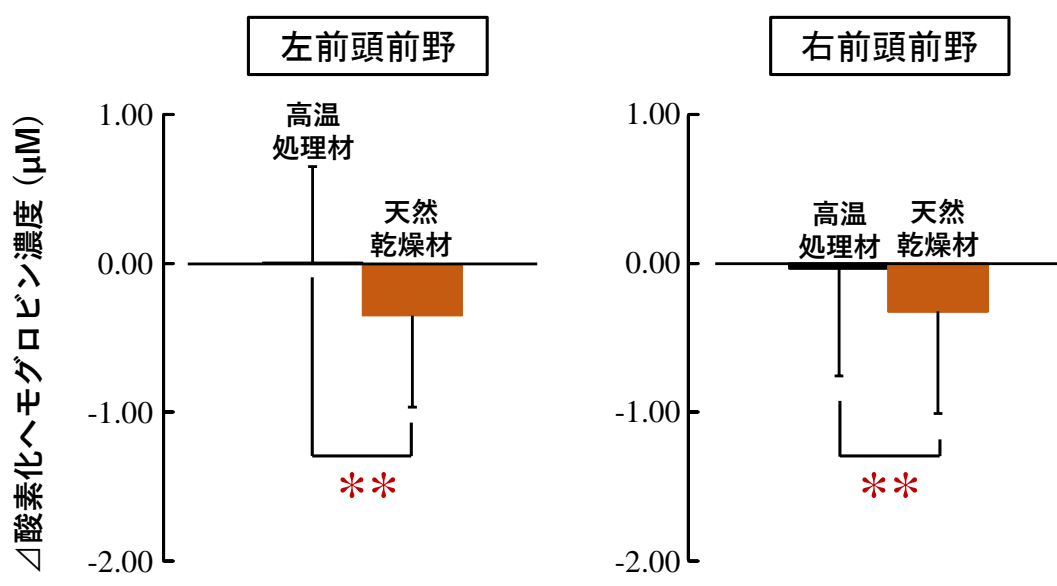 左前頭前野
右前頭前野
⊿酸素化ヘモグロビン濃度（μM）
1.00
0.00
-1.00
-2.00
高温
処理材
天然
乾燥材
**
1.00
0.00
-1.00
-2.00
高温
処理材
天然
乾燥材
**